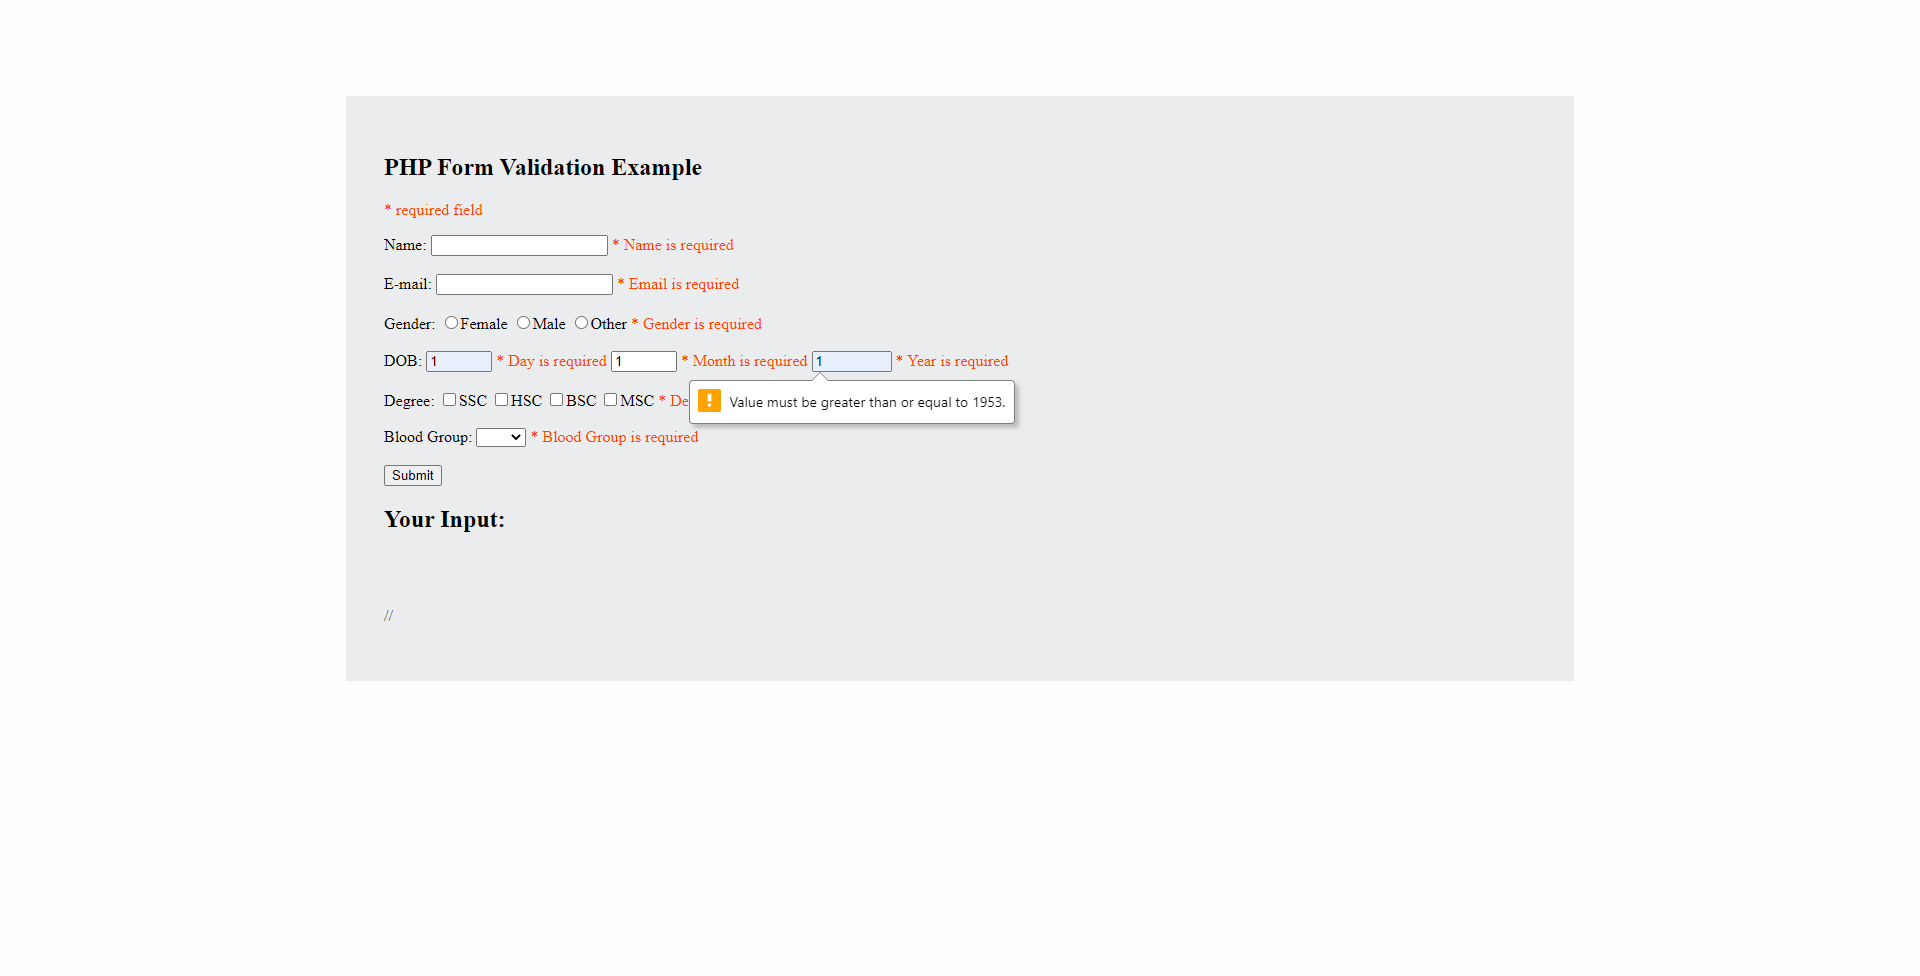 PHP Form Validation Example
* required field
Name: * Name is required
E-mail: * Email is required
Gender: Female Male Other * Gender is required
DOB: 1 * Day is required 1 * Month is required 1 * Year is required
Degree: SSC HSC BSC MSC * De
Value must be greater than or equal to 1953.
Blood Group: * Blood Group is required
Submit
Your Input:
//